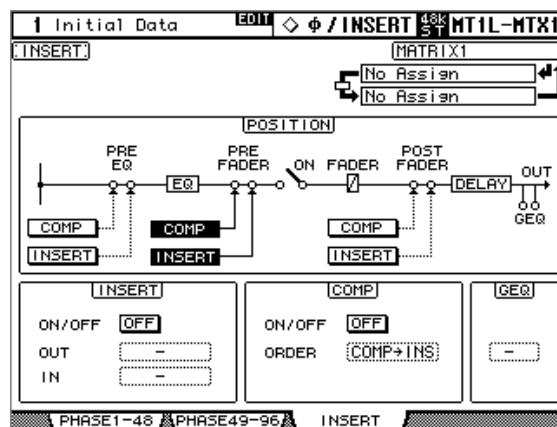 1 Initial Data EDIT ◇ Φ/INSERT 48K ST MT1L-MTX1
INSERT MATRIX1
No Assign
No Assign
POSITION
PRE EQ PRE FADER ON FADER POST FADER OUT
EQ DELAY
GEQ
COMP COMP COMP
INSERT INSERT INSERT
INSERT COMP GEQ
ON/OFF OFF ON/OFF OFF
OUT - ORDER COMP→INS -
IN -
PHASE1-48 PHASE49-96 INSERT